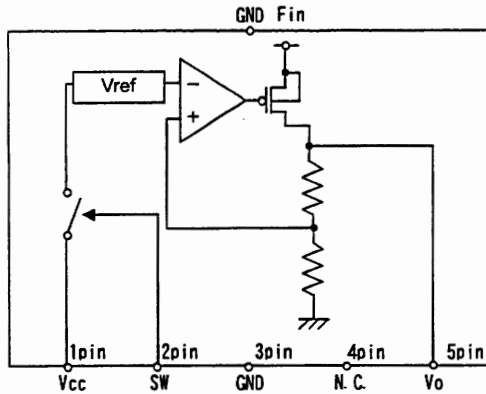 GND Fin
Vref
−
+
1pin 2pin 3pin 4pin 5pin
Vcc SW GND N. C. Vo